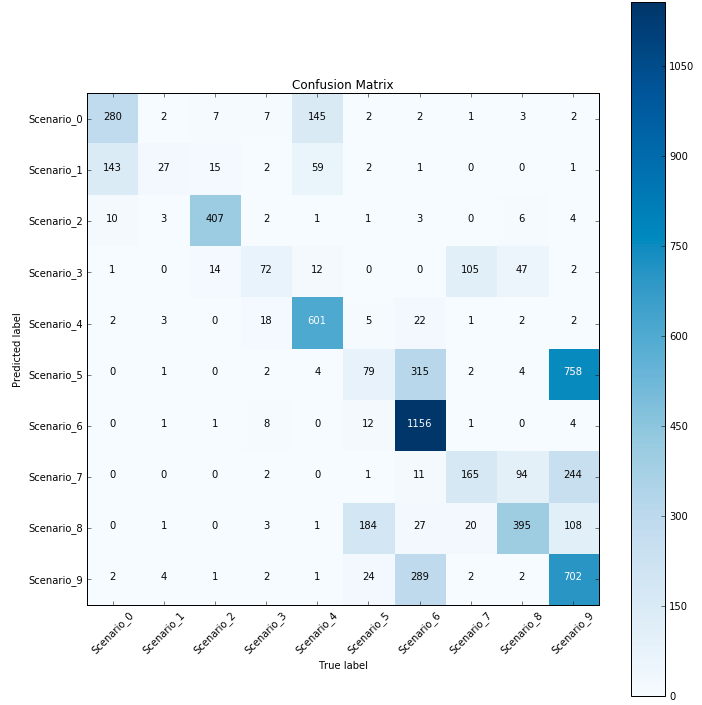 Confusion Matrix
Predicted label
Scenario_0 280 2 7 7 145 2 2 1 3 2
Scenario_1 143 27 15 2 59 2 1 0 0 1
Scenario_2 10 3 407 2 1 1 3 0 6 4
Scenario_3 1 0 14 72 12 0 0 105 47 2
Scenario_4 2 3 0 18 601 5 22 1 2 2
Scenario_5 0 1 0 2 4 79 315 2 4 758
Scenario_6 0 1 1 8 0 12 1156 1 0 4
Scenario_7 0 0 0 2 0 1 11 165 94 244
Scenario_8 0 1 0 3 1 184 27 20 395 108
Scenario_9 2 4 1 2 1 24 289 2 2 702
Scenario_0 Scenario_1 Scenario_2 Scenario_3 Scenario_4 Scenario_5 Scenario_6 Scenario_7 Scenario_8 Scenario_9
True label
1050
900
750
600
450
300
150
0